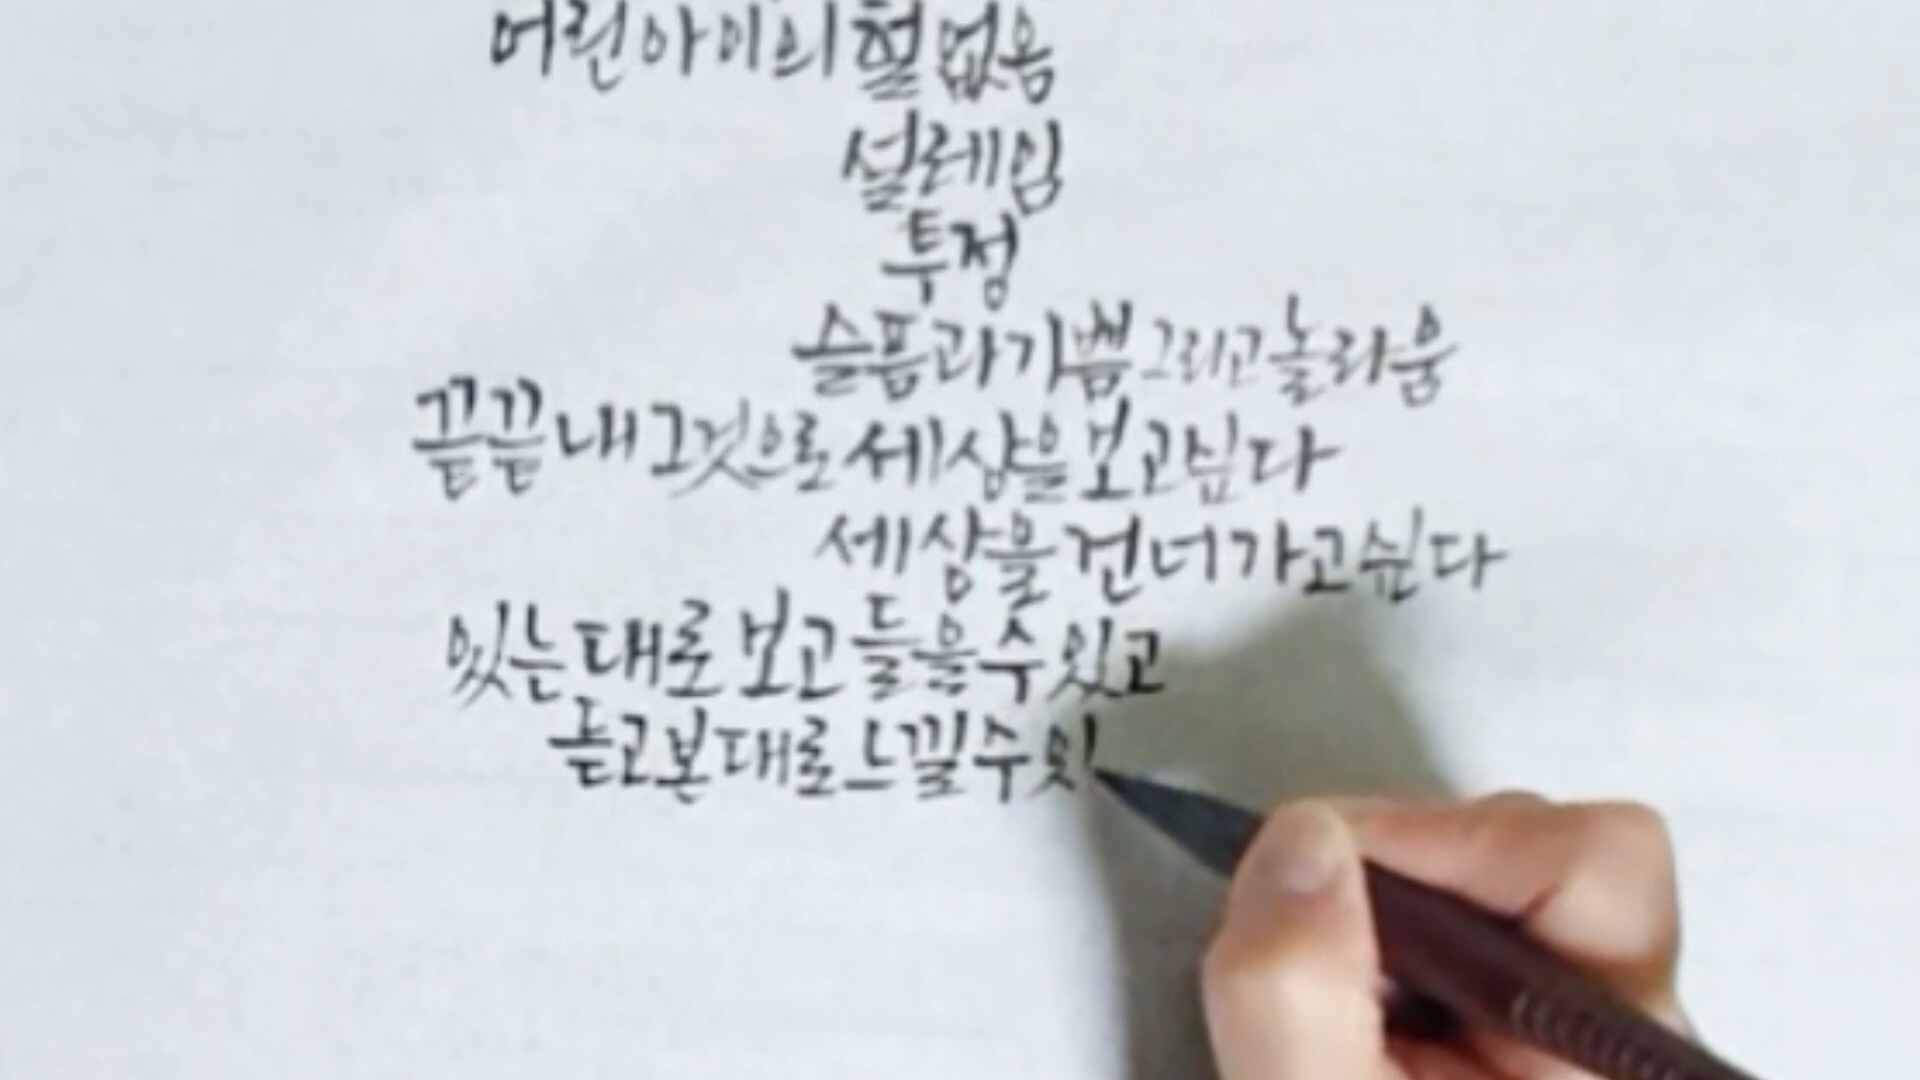 어린아이의 헐없음
설레임
투정
슬픔과 기쁨 그리고 놀라움
끝끝내 그것으로 세상을 보고싶다
세상을 건너가고싶다
있는대로 보고 들을 수 있고
듣고 본대로 느낄 수 잇